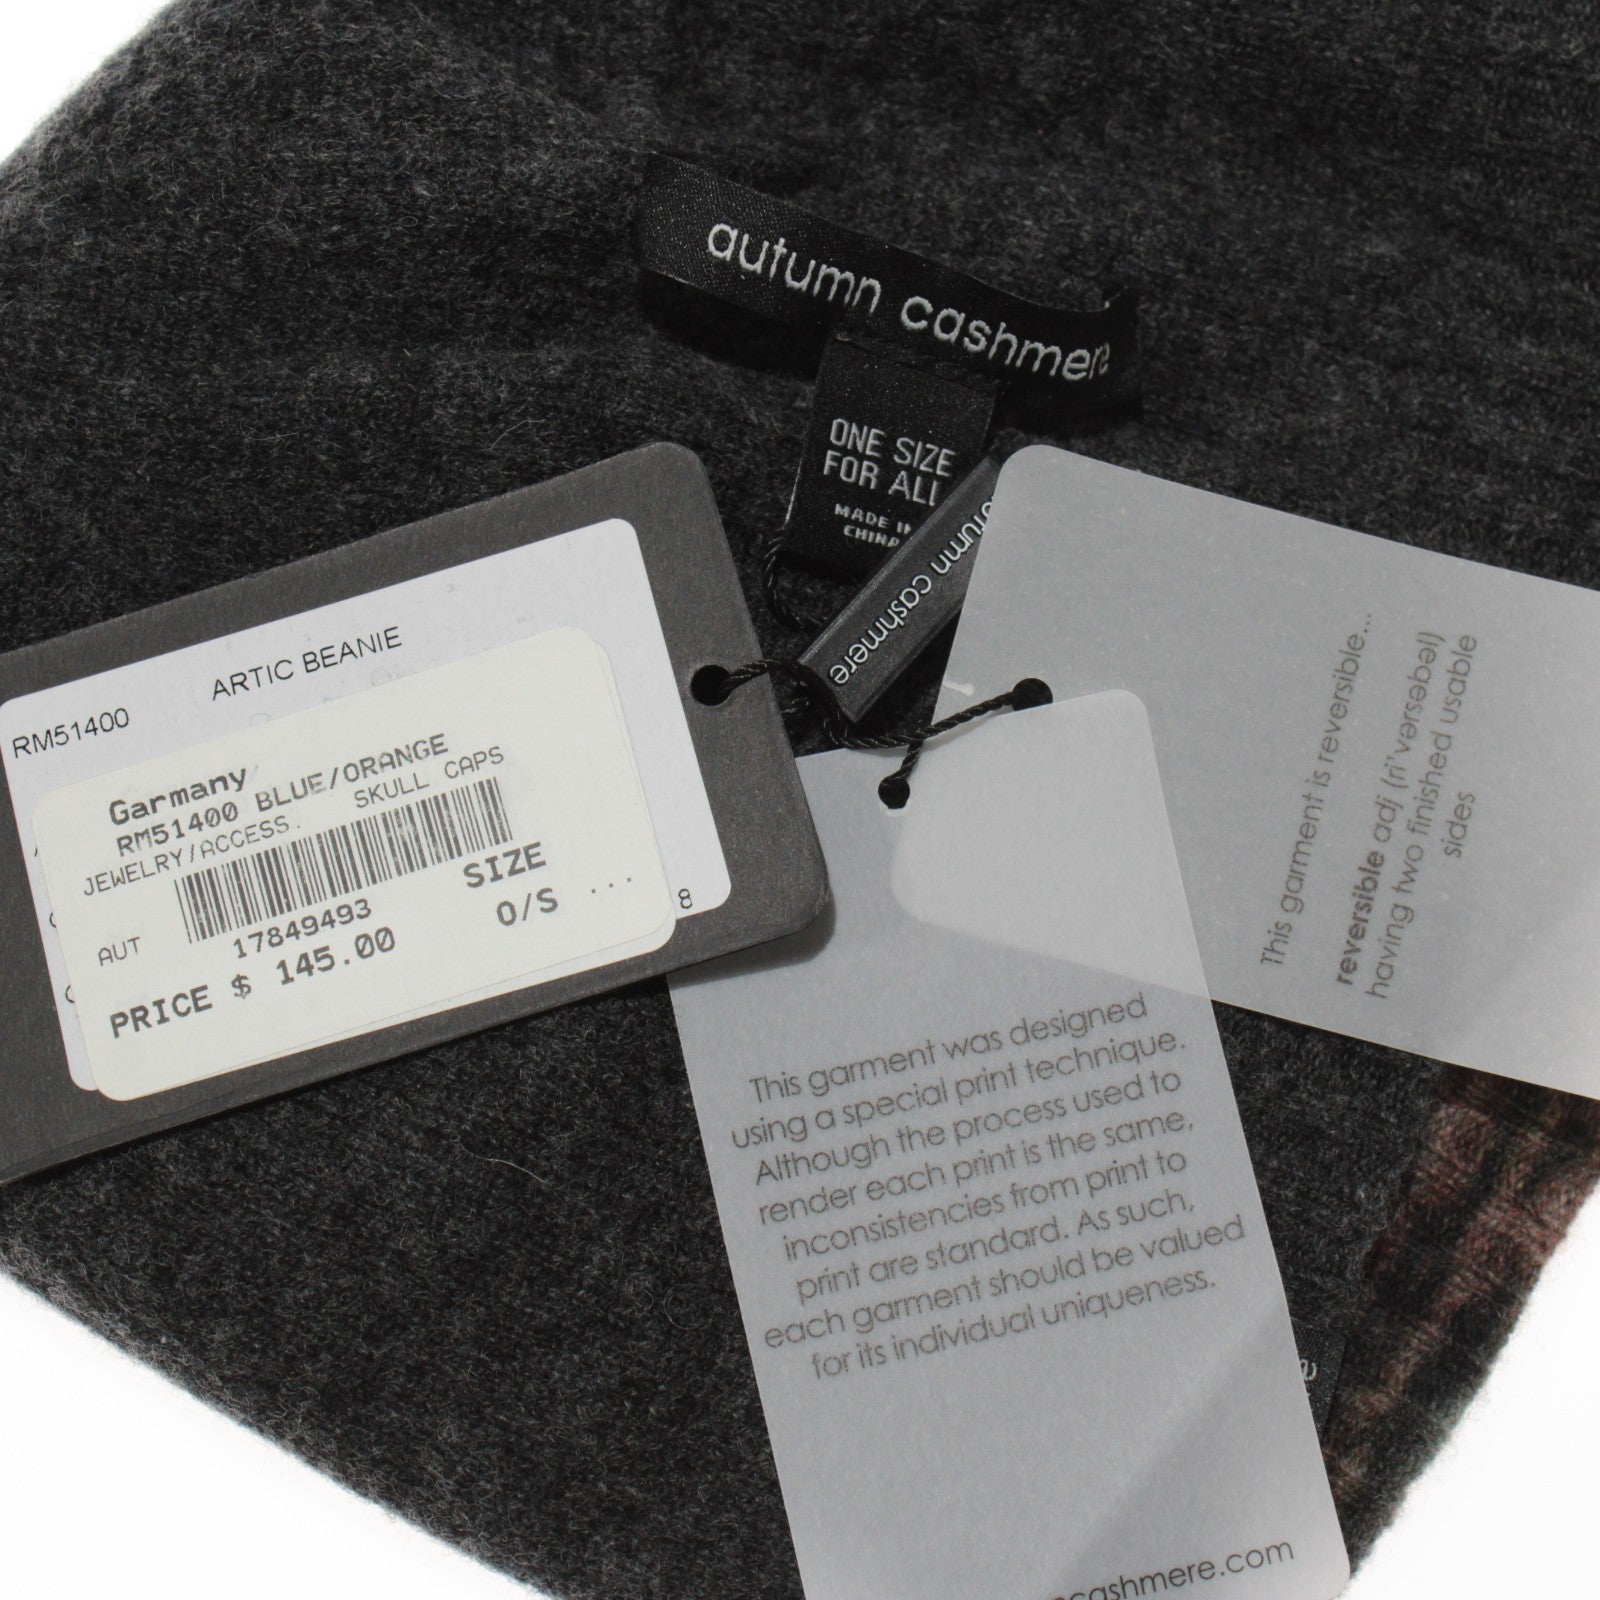 autumn cashmere
ONE SIZE
FOR ALL
MADE IN
CHINA
autumn cashmere
ARTIC BEANIE
RM51400
8
Garmany
RM51400 BLUE/ORANGE
JEWELRY/ACCESS. SKULL CAPS
17849493
SIZE
AUT
O/S ...
PRICE $ 145.00
This garment is reversible...
reversible adj (ri'vərsəbəl)
having two finished usable
sides
This garment was designed
using a special print technique.
Although the process used to
render each print is the same,
inconsistencies from print to
print are standard. As such,
each garment should be valued
for its individual uniqueness.
cashmere.com